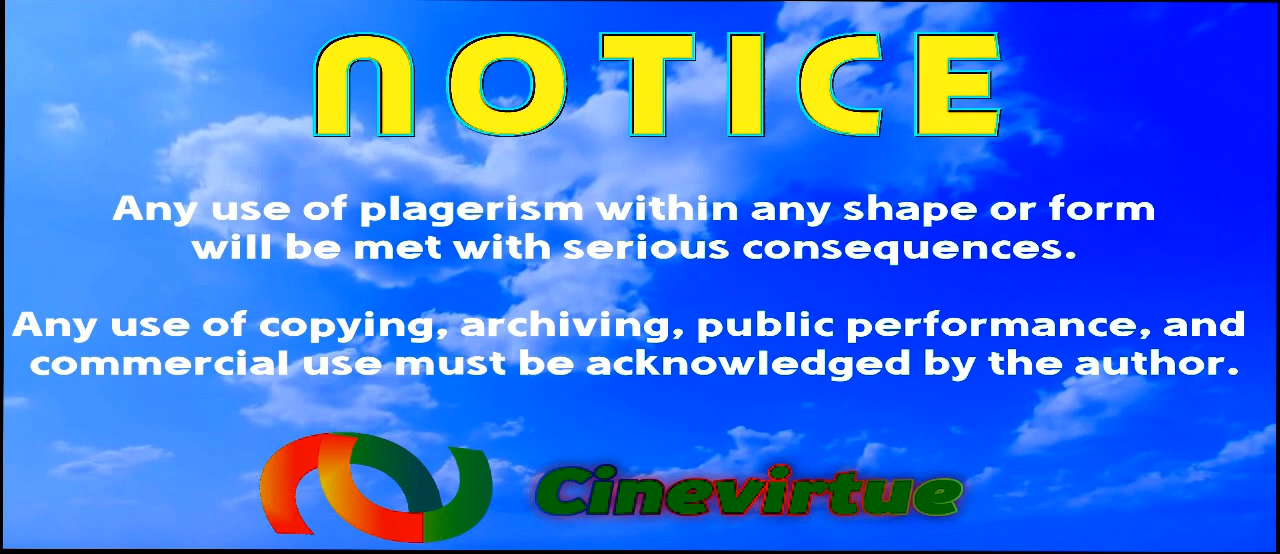 NOTICE
Any use of plagerism within any shape or form
will be met with serious consequences.
Any use of copying, archiving, public performance, and
commercial use must be acknowledged by the author.
Cinevirtue